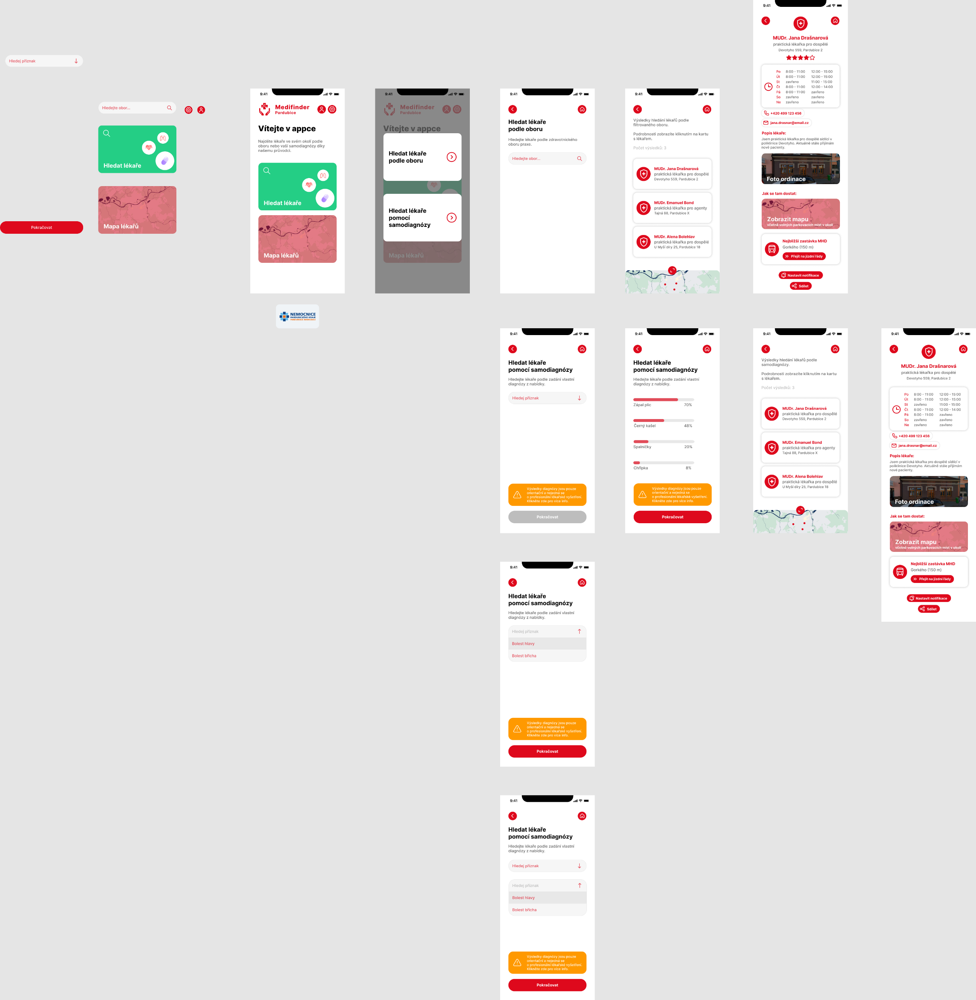 Hledej příznak
Hledejte obor...
Hledat lékaře
Mapa lékařů
Pokračovat
9:41
Medifinder
Pardubice
Vítejte v appce
Najděte lékaře ve svém okolí podle
oboru nebo vaší samodiagnózy díky
našemu průvodci.
Hledat lékaře
Mapa lékařů
NEMOCNICE
PARDUBICKÉHO KRAJE
PARDUBICKÁ NEMOCNICE
9:41
Medifinder
Pardubice
Vítejte v appce
Hledat lékaře
podle oboru
Hledat lékaře
pomocí
samodiagnózy
Mapa lékařů
9:41
Hledat lékaře
podle oboru
Hledejte lékaře podle zdravotnického
oboru praxe.
Hledejte obor...
9:41
Výsledky hledání lékařů podle
filtrovaného oboru.
Podrobnosti zobrazíte kliknutím na kartu
s lékařem.
Počet výsledků: 3
MUDr. Jana Drašnarová
praktická lékařka pro dospělé
Devotyho 559, Pardubice 2
MUDr. Emanuel Bond
praktická lékařka pro agenty
Tajná 88, Pardubice X
MUDr. Alena Bolehlav
praktická lékařka pro dospělé
U Myší díry 25, Pardubice 18
9:41
MUDr. Jana Drašnarová
praktická lékařka pro dospělé
Devotyho 559, Pardubice 2
Po 8:00 - 11:00 12:00 - 15:00
Út 8:00 - 11:00 12:00 - 15:00
St zavřeno 11:00 - 15:00
Čt 8:00 - 11:00 12:00 - 14:00
Pá 8:00 - 11:00 zavřeno
So zavřeno zavřeno
Ne zavřeno zavřeno
+420 499 123 456
jana.drasnar@email.cz
Popis lékaře:
Jsem praktická lékařka pro dospělé sídlící v
poliklinice Devotyho. Aktuálně stále přijímám
nové pacienty.
Foto ordinace
Jak se tam dostat:
Zobrazit mapu
včetně volných parkovacích míst v okolí
Nejbližší zastávka MHD
Gorkého (150 m)
Přejít na jízdní řády
Nastavit notifikace
Sdílet
9:41
Hledat lékaře
pomocí samodiagnózy
Hledejte lékaře podle zadání vlastní
diagnózy z nabídky.
Hledej příznak
Výsledky diagnózy jsou pouze
orientační a nejedná se
o profesionální lékařské vyšetření.
Klikněte zde pro více info.
Pokračovat
9:41
Hledat lékaře
pomocí samodiagnózy
Hledejte lékaře podle zadání vlastní
diagnózy z nabídky.
Zápal plic 70%
Černý kašel 48%
Spalničky 20%
Chřipka 8%
Výsledky diagnózy jsou pouze
orientační a nejedná se
o profesionální lékařské vyšetření.
Klikněte zde pro více info.
Pokračovat
9:41
Výsledky hledání lékařů podle
samodiagnózy.
Podrobnosti zobrazíte kliknutím na kartu
s lékařem.
Počet výsledků: 3
MUDr. Jana Drašnarová
praktická lékařka pro dospělé
Devotyho 559, Pardubice 2
MUDr. Emanuel Bond
praktická lékařka pro agenty
Tajná 88, Pardubice X
MUDr. Alena Bolehlav
praktická lékařka pro dospělé
U Myší díry 25, Pardubice 18
9:41
MUDr. Jana Drašnarová
praktická lékařka pro dospělé
Devotyho 559, Pardubice 2
Po 8:00 - 11:00 12:00 - 15:00
Út 8:00 - 11:00 12:00 - 15:00
St zavřeno 11:00 - 15:00
Čt 8:00 - 11:00 12:00 - 14:00
Pá 8:00 - 11:00 zavřeno
So zavřeno zavřeno
Ne zavřeno zavřeno
+420 499 123 456
jana.drasnar@email.cz
Popis lékaře:
Jsem praktická lékařka pro dospělé sídlící v
poliklinice Devotyho. Aktuálně stále přijímám
nové pacienty.
Foto ordinace
Jak se tam dostat:
Zobrazit mapu
včetně volných parkovacích míst v okolí
Nejbližší zastávka MHD
Gorkého (150 m)
Přejít na jízdní řády
Nastavit notifikace
Sdílet
9:41
Hledat lékaře
pomocí samodiagnózy
Hledejte lékaře podle zadání vlastní
diagnózy z nabídky.
Hledej příznak
Bolest hlavy
Bolest břicha
Výsledky diagnózy jsou pouze
orientační a nejedná se
o profesionální lékařské vyšetření.
Klikněte zde pro více info.
Pokračovat
9:41
Hledat lékaře
pomocí samodiagnózy
Hledejte lékaře podle zadání vlastní
diagnózy z nabídky.
Hledej příznak
Hledej příznak
Bolest hlavy
Bolest břicha
Výsledky diagnózy jsou pouze
orientační a nejedná se
o profesionální lékařské vyšetření.
Klikněte zde pro více info.
Pokračovat